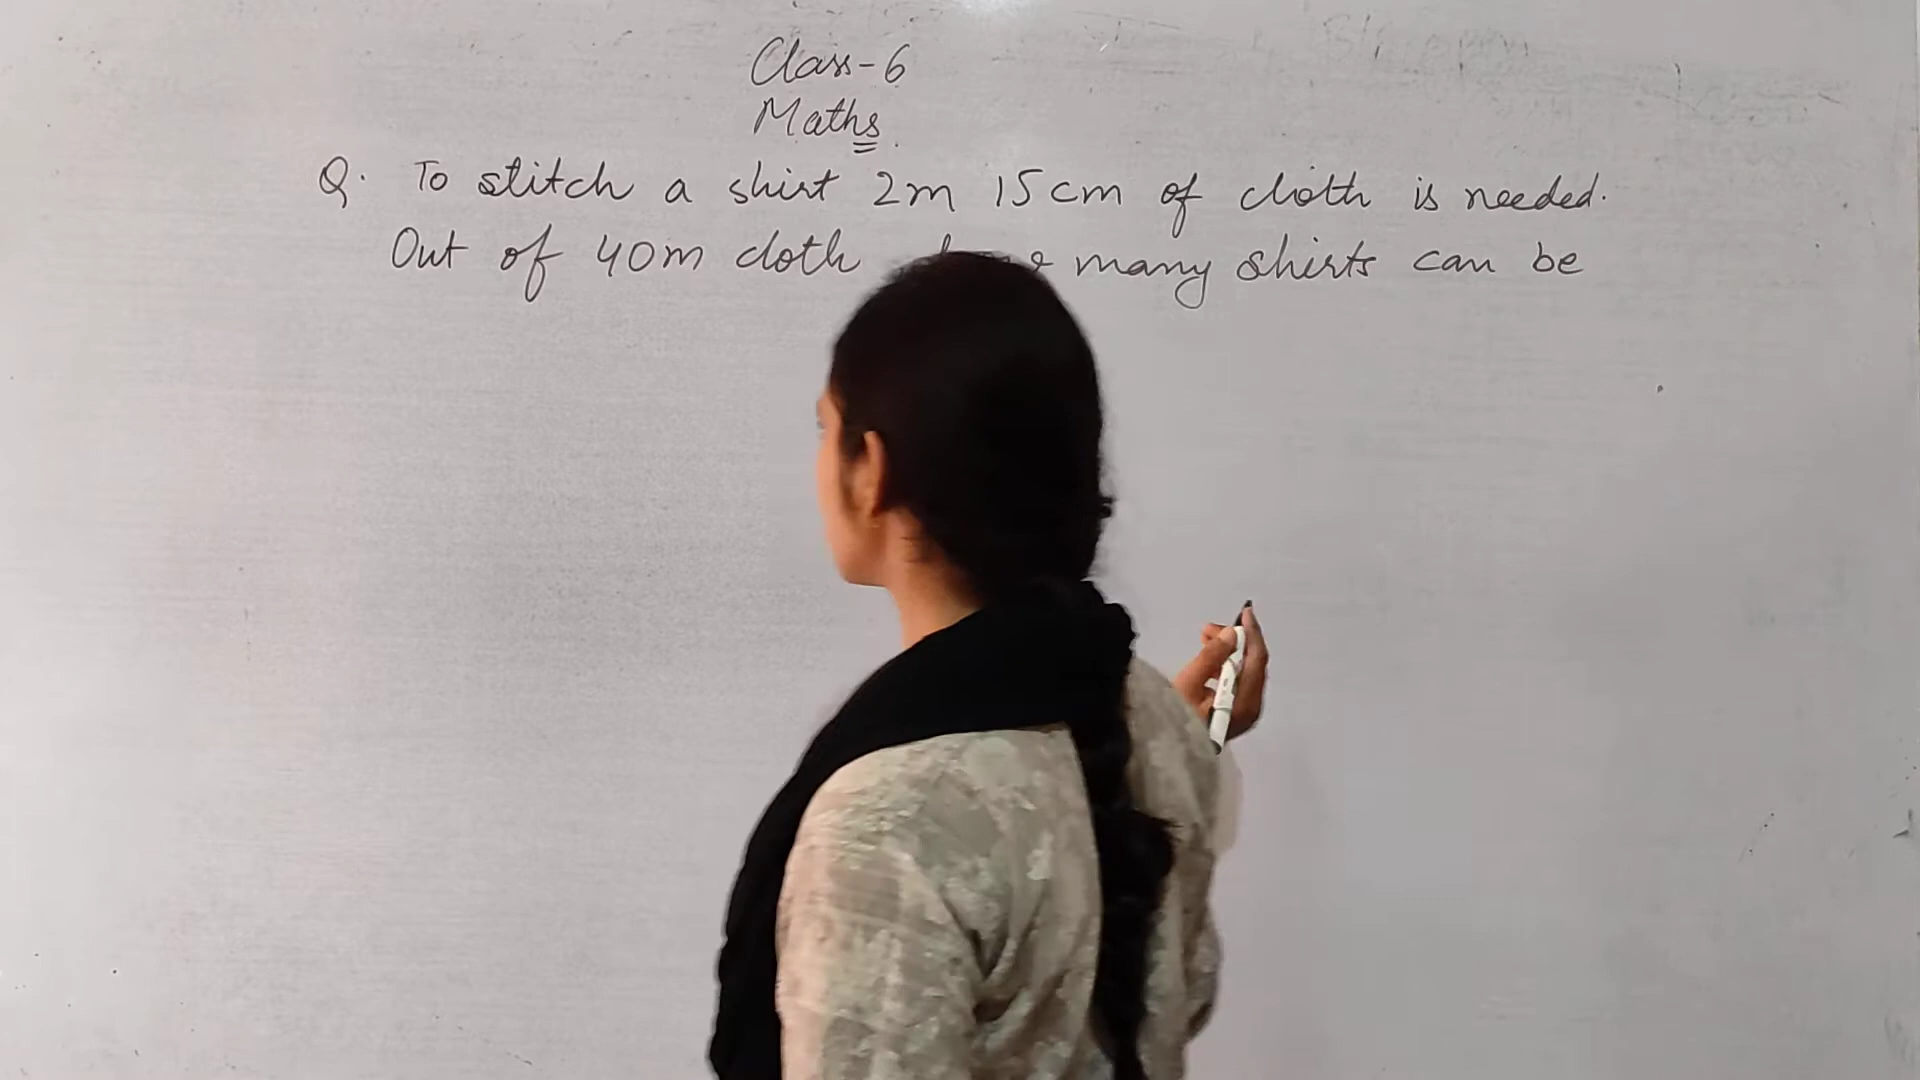 Class-6
Maths
Q. To stitch a shirt 2m 15cm of cloth is needed.
Out of 40m cloth many shirts can be